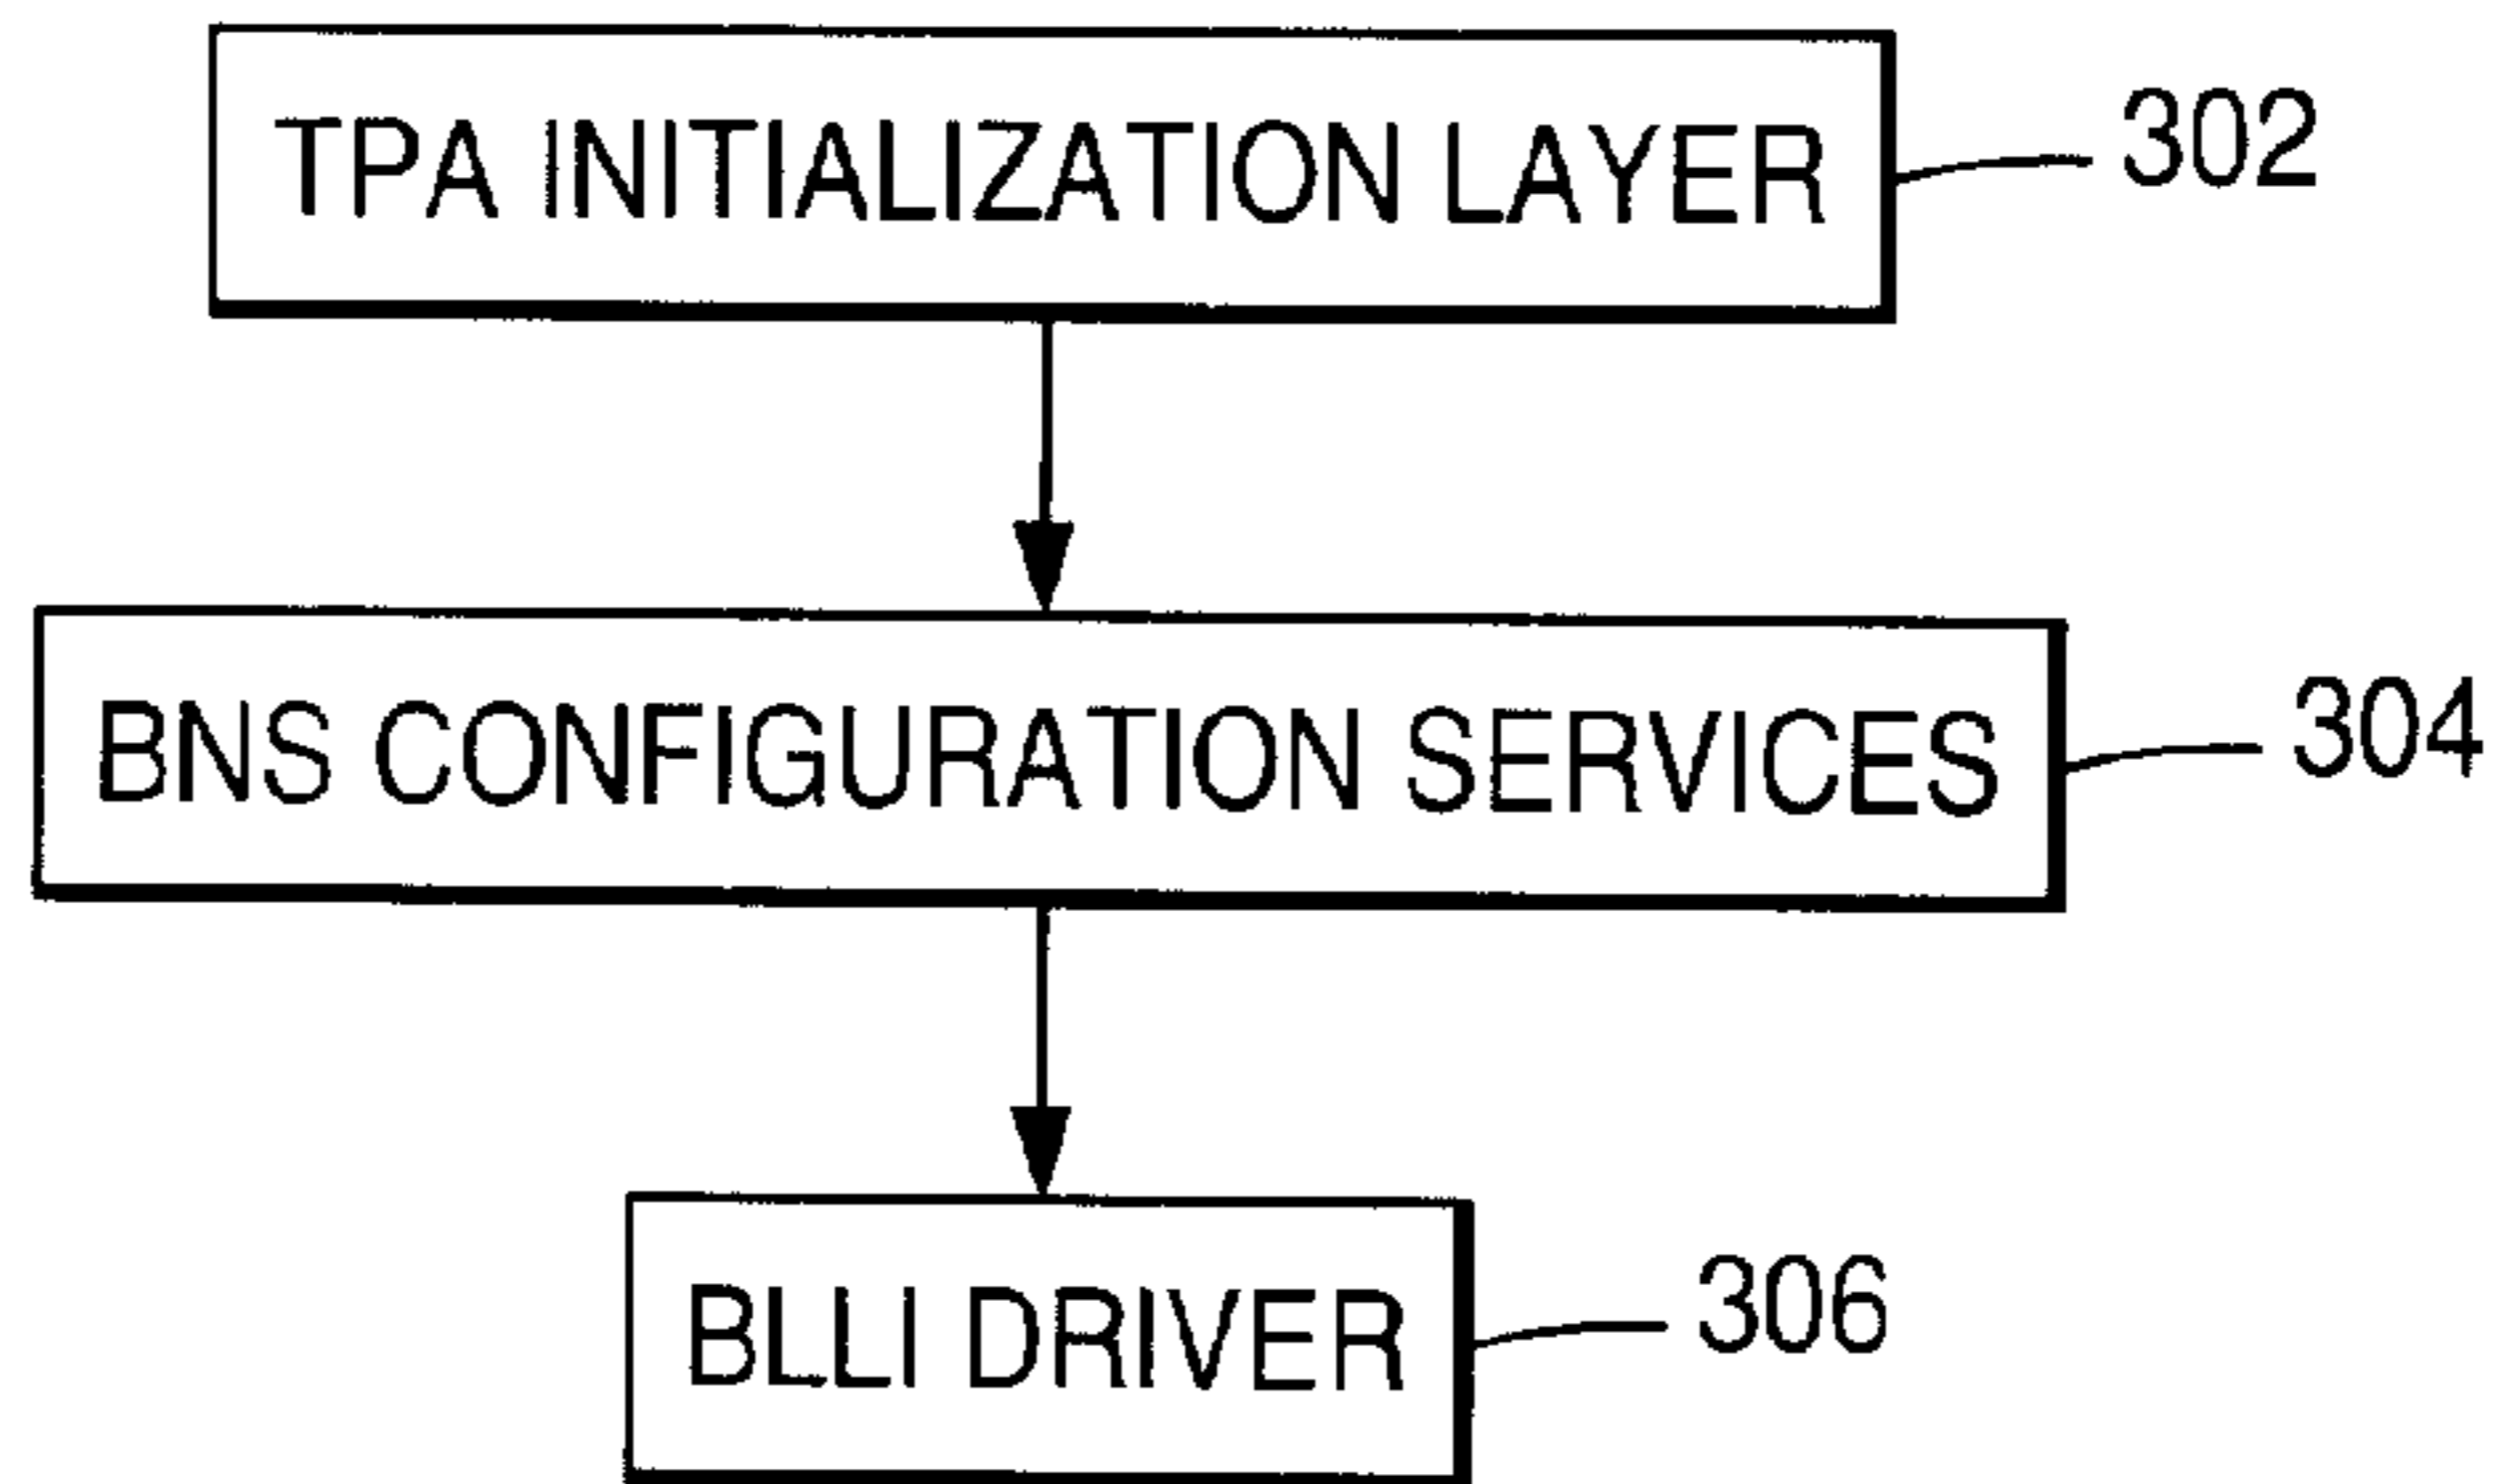 TPA INITIALIZATION LAYER
302
BNS CONFIGURATION SERVICES
304
BLLI DRIVER
306